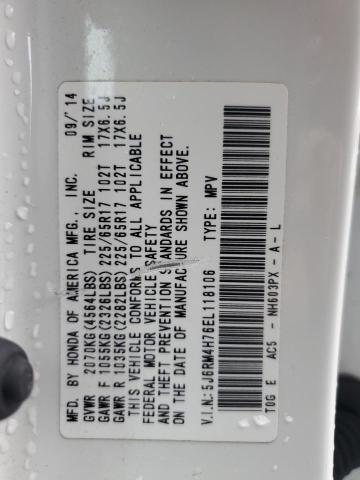 MFD. BY HONDA OF AMERICA MFG., INC. 09/'14
GVWR 2070KG(4564LBS) TIRE SIZE RIM SIZE
GAWR F 1055KG(2326LBS) 225/65R17 102T 17X6.5J
GAWR R 1035KG(2282LBS) 225/65R17 102T 17X6.5J
THIS VEHICLE CONFORMS TO ALL APPLICABLE
FEDERAL MOTOR VEHICLE SAFETY
AND THEFT PREVENTION STANDARDS IN EFFECT
ON THE DATE OF MANUFACTURE SHOWN ABOVE.
V.I.N.:5J6RM4H76EL118106 TYPE: MPV
T0G E AC5 - NH603PX - A - L